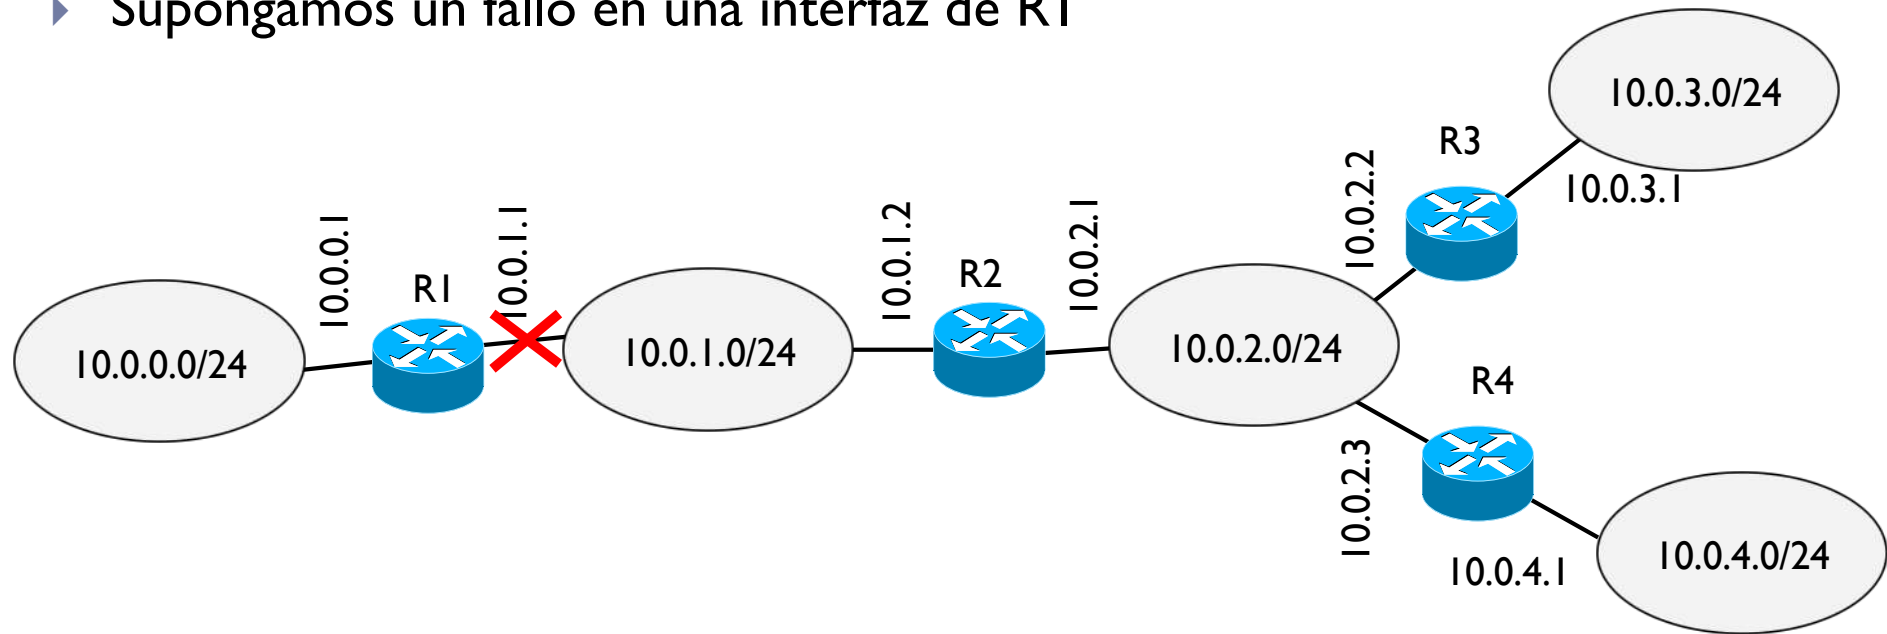 Supongamos un fallo en una interfaz de R1
10.0.3.0/24
R3
10.0.3.1
10.0.2.2
10.0.0.1
R1
10.0.1.1
10.0.1.2
R2
10.0.2.1
10.0.0.0/24
10.0.1.0/24
10.0.2.0/24
R4
10.0.2.3
10.0.4.1
10.0.4.0/24